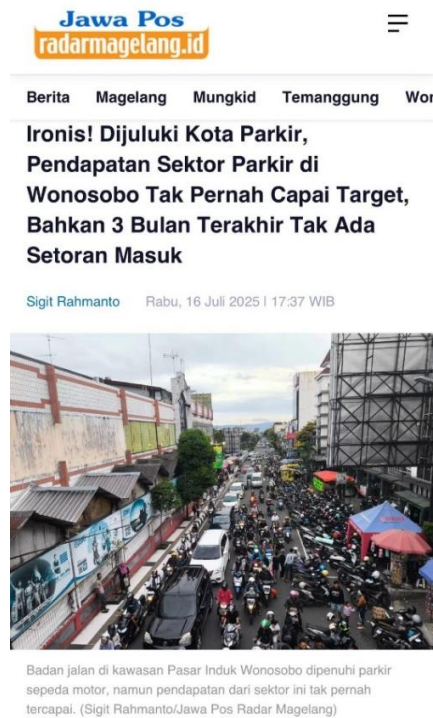 Jawa Pos
radarmagelang.id
Berita Magelang Mungkid Temanggung Wor
Ironis! Dijuluki Kota Parkir,
Pendapatan Sektor Parkir di
Wonosobo Tak Pernah Capai Target,
Bahkan 3 Bulan Terakhir Tak Ada
Setoran Masuk
Sigit Rahmanto Rabu, 16 Juli 2025 | 17:37 WIB
Badan jalan di kawasan Pasar Induk Wonosobo dipenuhi parkir
sepeda motor, namun pendapatan dari sektor ini tak pernah
tercapai. (Sigit Rahmanto/Jawa Pos Radar Magelang)